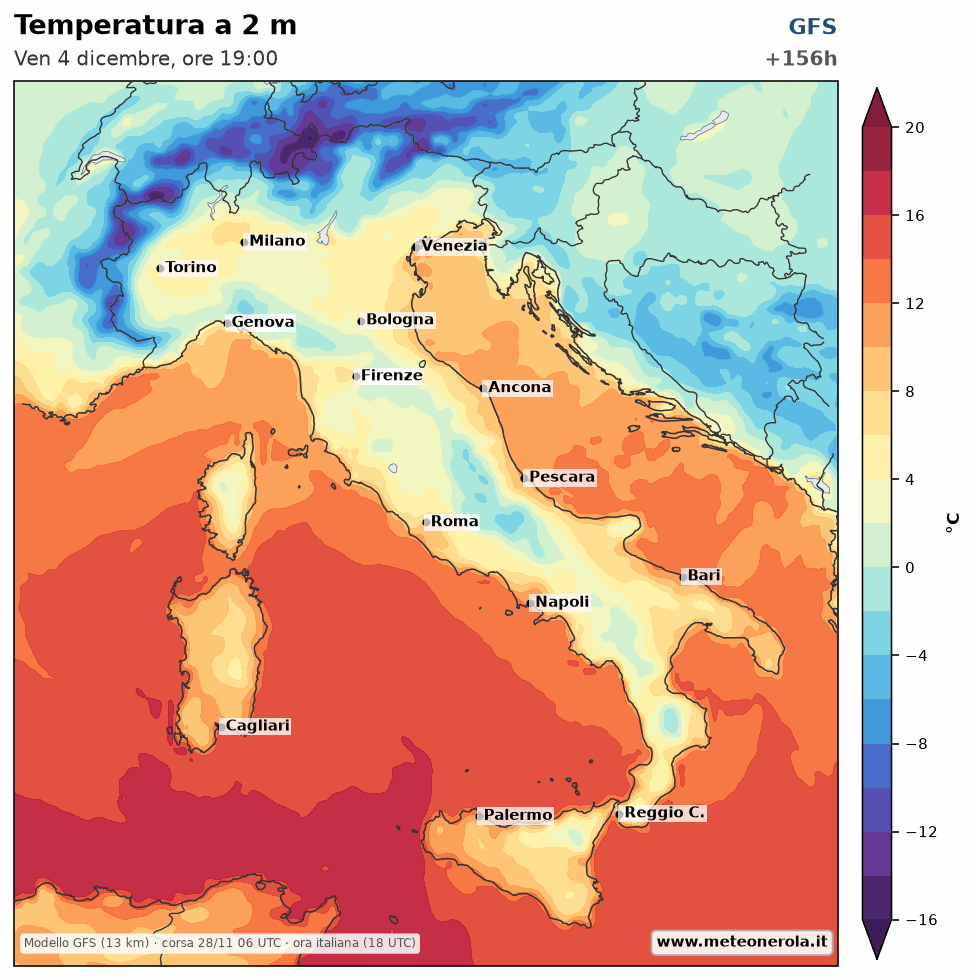 Temperatura a 2 m
GFS
Ven 4 dicembre, ore 19:00
+156h
20
16
12
8
4
0
−4
−8
−12
−16
°C
Milano
Venezia
Torino
Genova
Bologna
Firenze
Ancona
Pescara
Roma
Bari
Napoli
Cagliari
Palermo
Reggio C.
Modello GFS (13 km) · corsa 28/11 06 UTC · ora italiana (18 UTC)
www.meteonerola.it